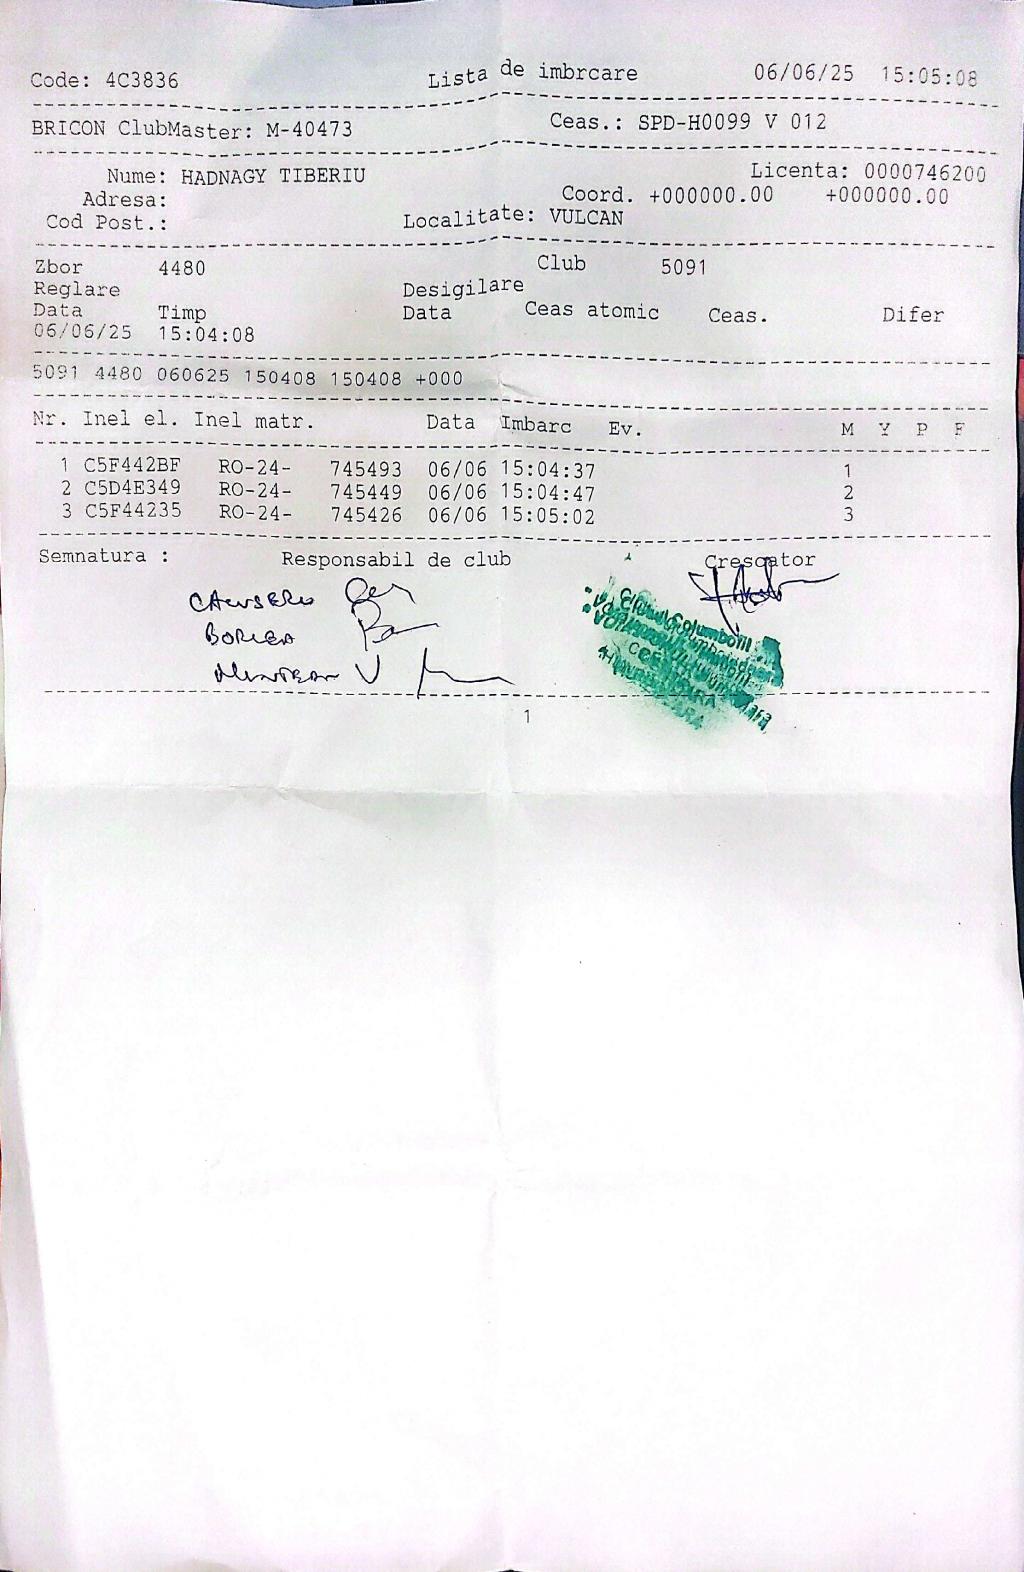 Code: 4C3836 Lista de imbrcare 06/06/25 15:05:08
BRICON ClubMaster: M-40473 Ceas.: SPD-H0099 V 012
Nume: HADNAGY TIBERIU Licenta: 0000746200
Adresa: Coord. +000000.00 +000000.00
Cod Post.: Localitate: VULCAN
Zbor 4480 Club 5091
Reglare Desigilare
Data Timp Data Ceas atomic Ceas. Difer
06/06/25 15:04:08
5091 4480 060625 150408 150408 +000
Nr. Inel el. Inel matr. Data Imbarc Ev. M Y P F
1 C5F442BF RO-24- 745493 06/06 15:04:37 1
2 C5D4E349 RO-24- 745449 06/06 15:04:47 2
3 C5F44235 RO-24- 745426 06/06 15:05:02 3
Semnatura : Responsabil de club Crescator
Clubul Columbofil
1